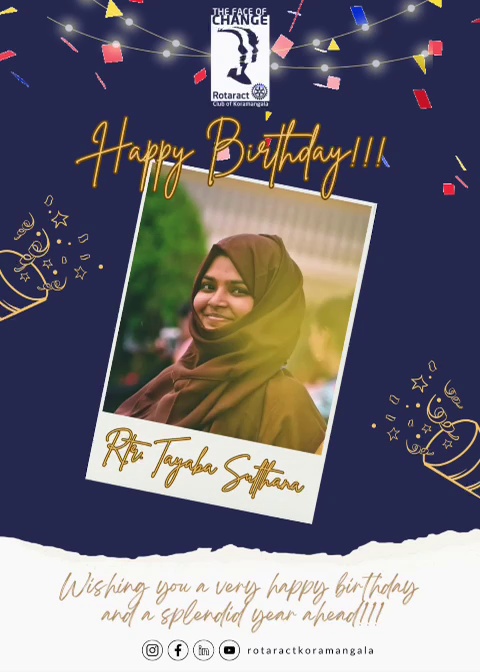 THE FACE OF
CHANGE
Rotaract
Club of Koramangala
Happy Birthday!!!
Rtr. Tayaba Sulthana
Wishing you a very happy birthday
and a splendid year ahead!!!
rotaractkoramangala